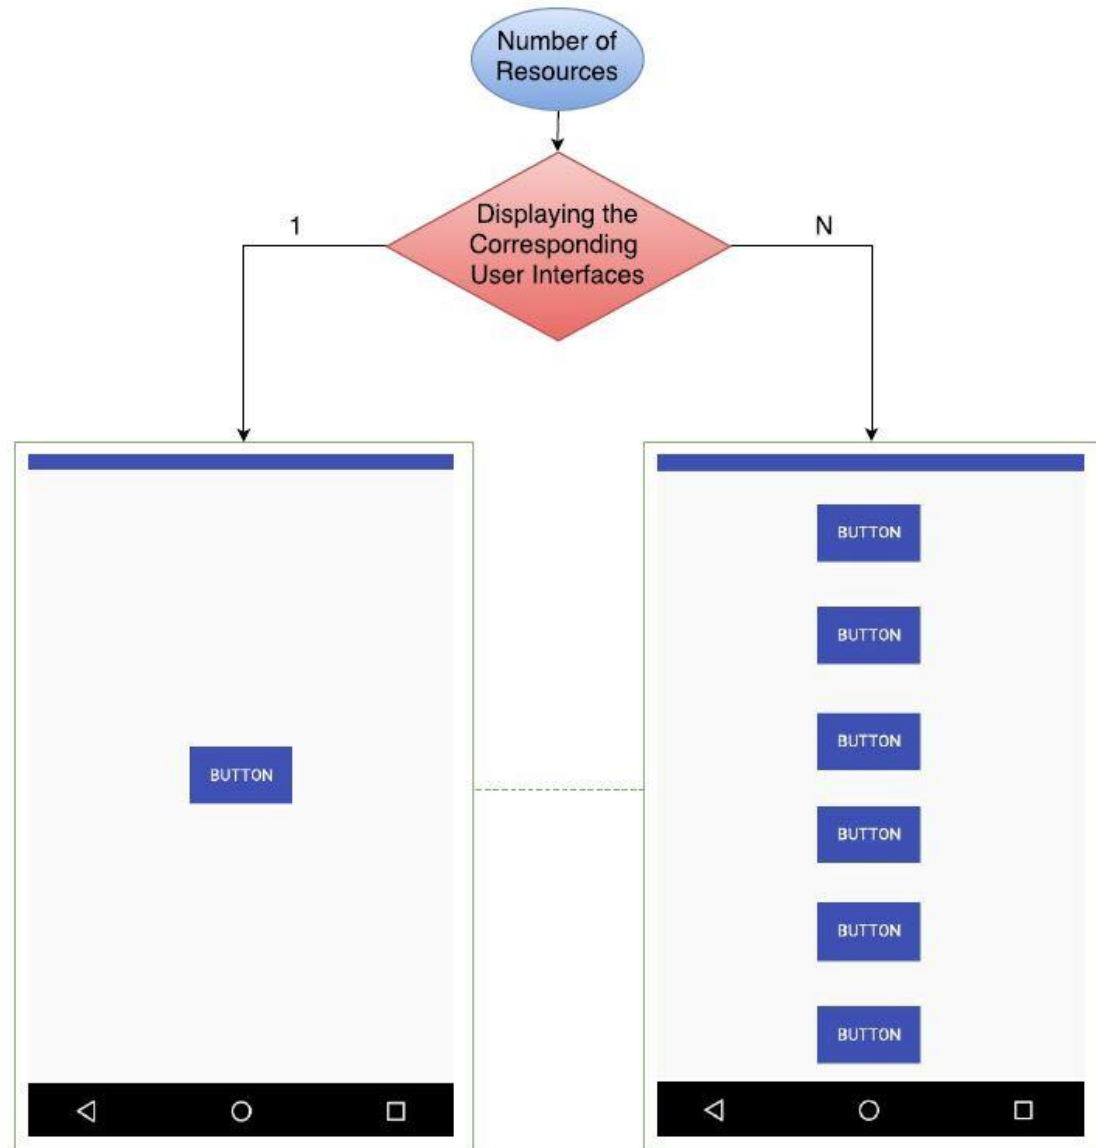 Number of
Resources
Displaying the
Corresponding
User Interfaces
1
N
BUTTON
BUTTON
BUTTON
BUTTON
BUTTON
BUTTON
BUTTON